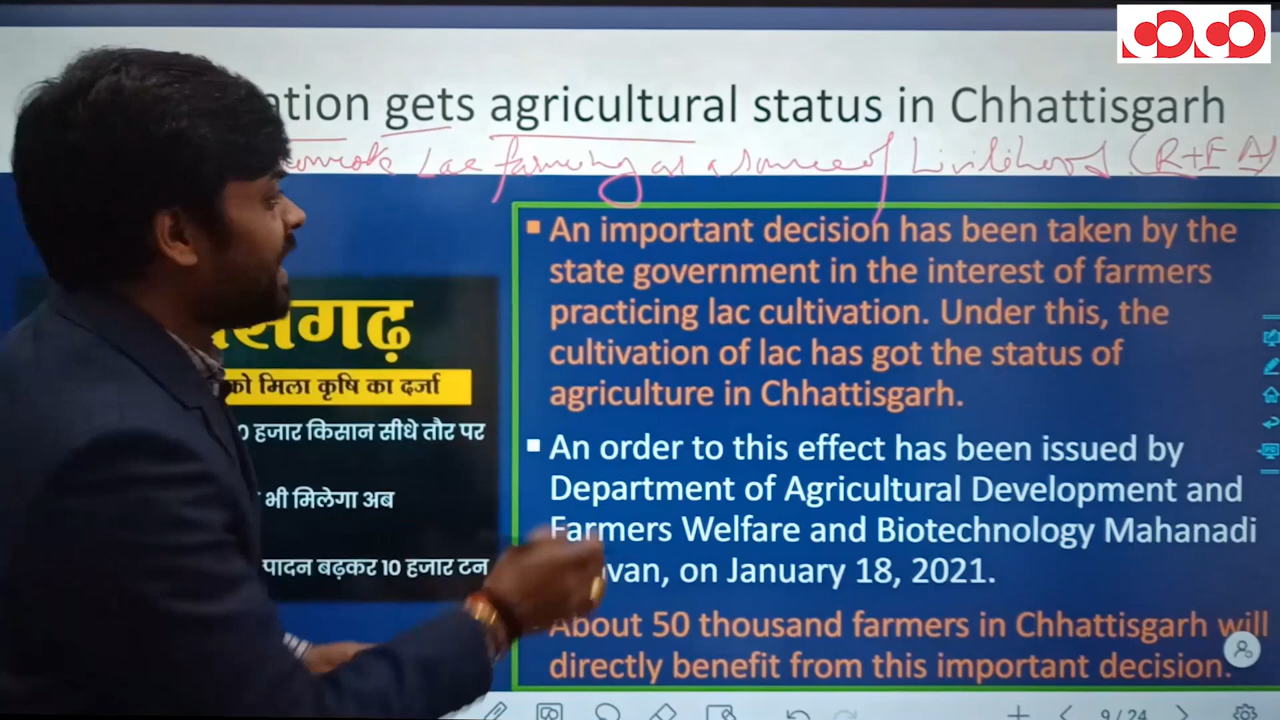 ation gets agricultural status in Chhattisgarh
Lac farming as a source of Livilihood (R+F A)
An important decision has been taken by the
state government in the interest of farmers
practicing lac cultivation. Under this, the
cultivation of lac has got the status of
agriculture in Chhattisgarh.
An order to this effect has been issued by
Department of Agricultural Development and
Farmers Welfare and Biotechnology Mahanadi
van, on January 18, 2021.
About 50 thousand farmers in Chhattisgarh will
directly benefit from this important decision.
सगढ़
को मिला कृषि का दर्जा
0 हजार किसान सीधे तौर पर
भी मिलेगा अब
पादन बढ़कर 10 हजार टन
9 / 24